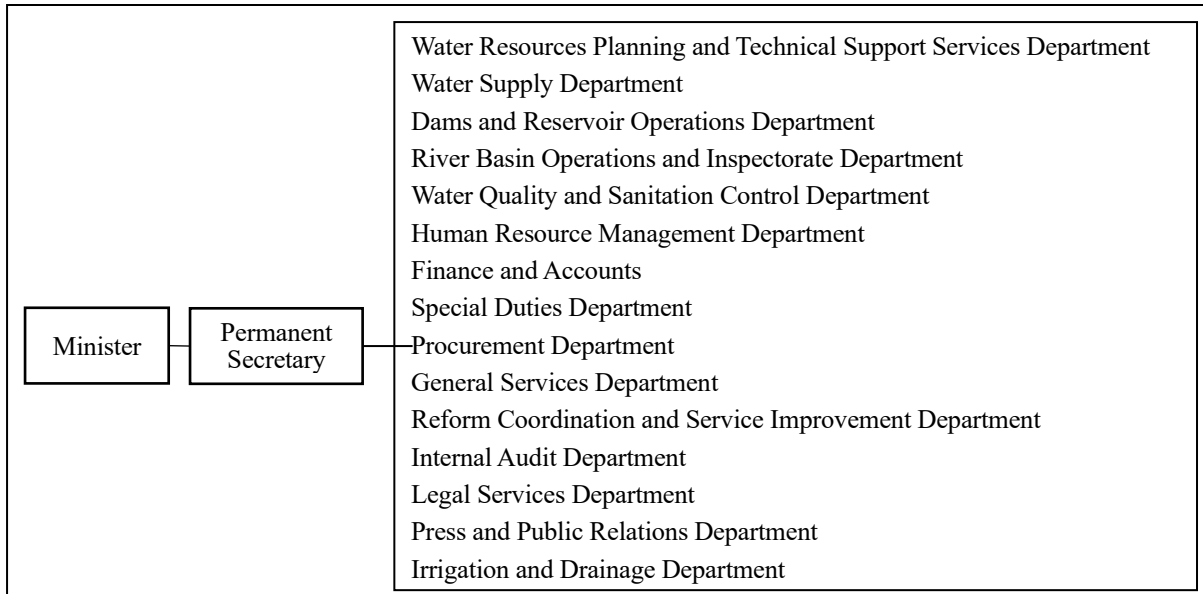 Minister
Permanent
Secretary
Water Resources Planning and Technical Support Services Department
Water Supply Department
Dams and Reservoir Operations Department
River Basin Operations and Inspectorate Department
Water Quality and Sanitation Control Department
Human Resource Management Department
Finance and Accounts
Special Duties Department
Procurement Department
General Services Department
Reform Coordination and Service Improvement Department
Internal Audit Department
Legal Services Department
Press and Public Relations Department
Irrigation and Drainage Department